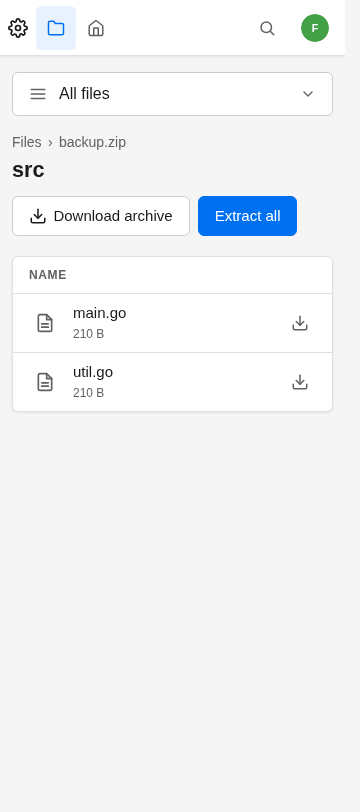 F
All files
Files › backup.zip
src
Download archive
Extract all
NAME
main.go
210 B
util.go
210 B